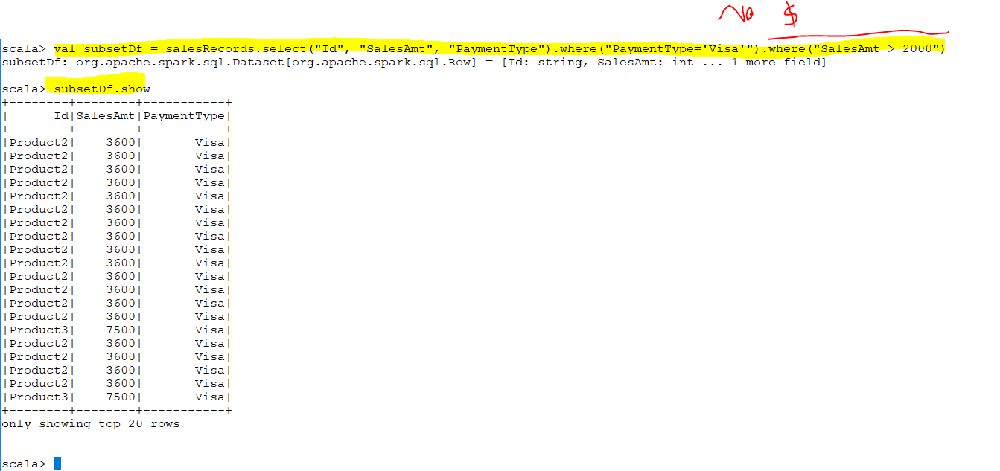 No $
scala> val subsetDf = salesRecords.select("Id", "SalesAmt", "PaymentType").where("PaymentType='Visa'").where("SalesAmt > 2000")
subsetDf: org.apache.spark.sql.Dataset[org.apache.spark.sql.Row] = [Id: string, SalesAmt: int ... 1 more field]
scala> subsetDf.show
+--------+--------+-----------+
|      Id|SalesAmt|PaymentType|
+--------+--------+-----------+
|Product2|    3600|       Visa|
|Product2|    3600|       Visa|
|Product2|    3600|       Visa|
|Product2|    3600|       Visa|
|Product2|    3600|       Visa|
|Product2|    3600|       Visa|
|Product2|    3600|       Visa|
|Product2|    3600|       Visa|
|Product2|    3600|       Visa|
|Product2|    3600|       Visa|
|Product2|    3600|       Visa|
|Product2|    3600|       Visa|
|Product2|    3600|       Visa|
|Product2|    3600|       Visa|
|Product3|    7500|       Visa|
|Product2|    3600|       Visa|
|Product2|    3600|       Visa|
|Product2|    3600|       Visa|
|Product2|    3600|       Visa|
|Product3|    7500|       Visa|
+--------+--------+-----------+
only showing top 20 rows
scala>